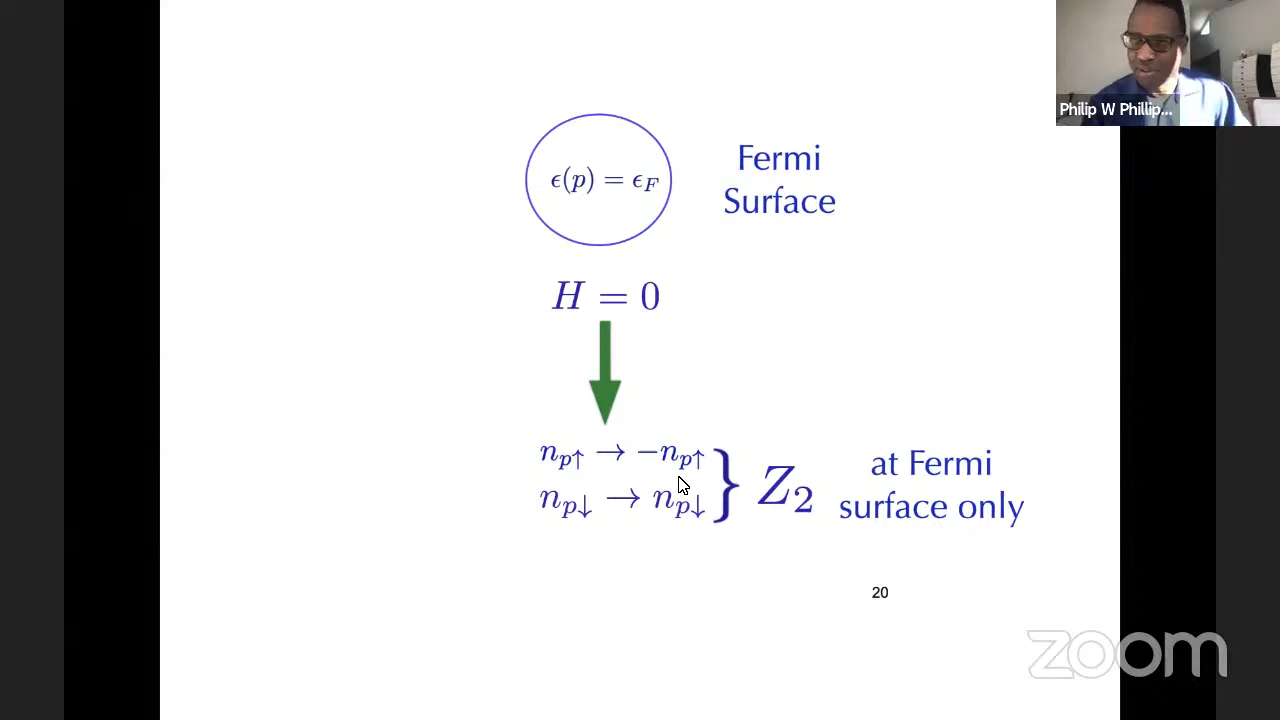 Philip W Phillip...
ϵ(p) = ϵ_F
Fermi
Surface
H = 0
n_{p↑} → −n_{p↑}
n_{p↓} → n_{p↓}
} Z_2
at Fermi
surface only
20
zoom